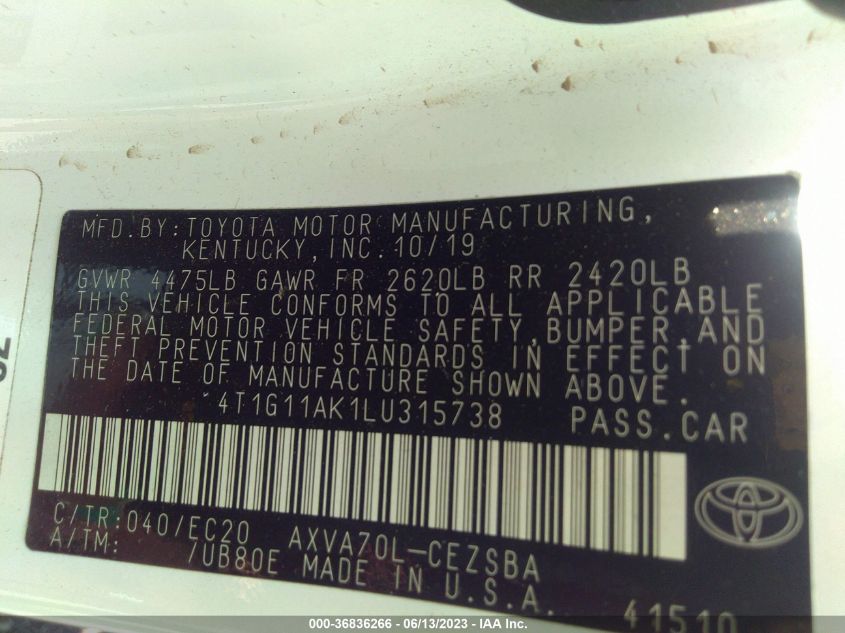 MFD.BY:TOYOTA MOTOR MANUFACTURING,
KENTUCKY,INC.10/19
GVWR 4475LB GAWR FR 2620LB RR 2420LB
THIS VEHICLE CONFORMS TO ALL APPLICABLE
FEDERAL MOTOR VEHICLE SAFETY,BUMPER,AND
THEFT PREVENTION STANDARDS IN EFFECT ON
THE DATE OF MANUFACTURE SHOWN ABOVE.
4T1G11AK1LU315738 PASS.CAR
C/TR:040/EC20 AXVA70L-CEZSBA
A/TM: /UB80E MADE IN U.S.A.
41510
000-36836266 - 06/13/2023 - IAA Inc.